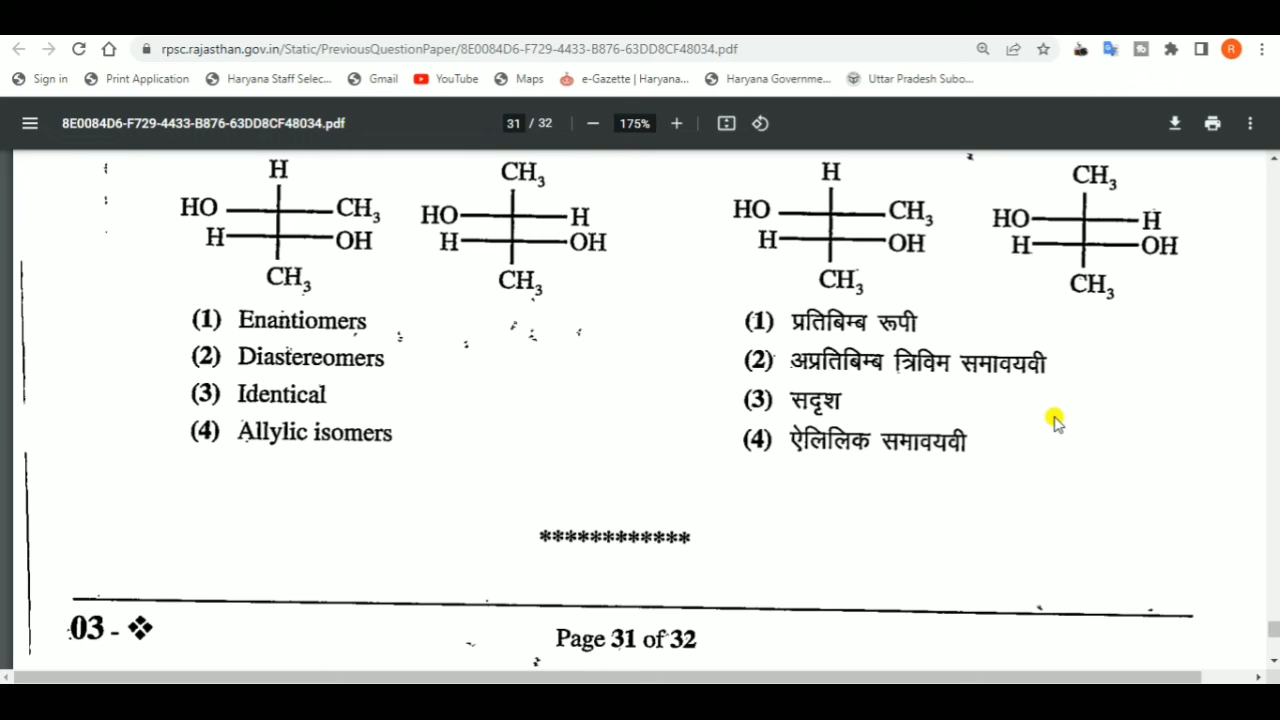 rpsc.rajasthan.gov.in/Static/PreviousQuestionPaper/8E0084D6-F729-4433-B876-63DD8CF48034.pdf
R
Sign in
Print Application
Haryana Staff Selec...
Gmail
YouTube
Maps
e-Gazette | Haryana...
Haryana Governme...
Uttar Pradesh Subo...
8E0084D6-F729-4433-B876-63DD8CF48034.pdf
31 / 32
175%
H
HO CH₃
H OH
CH₃
CH₃
HO H
H OH
CH₃
(1) Enantiomers
(2) Diastereomers
(3) Identical
(4) Allylic isomers
H
HO CH₃
H OH
CH₃
CH₃
HO H
H OH
CH₃
(1) प्रतिबिम्ब रूपी
(2) अप्रतिबिम्ब त्रिविम समावयवी
(3) सदृश
(4) ऐलिलिक समावयवी
************
03 - ❖
Page 31 of 32